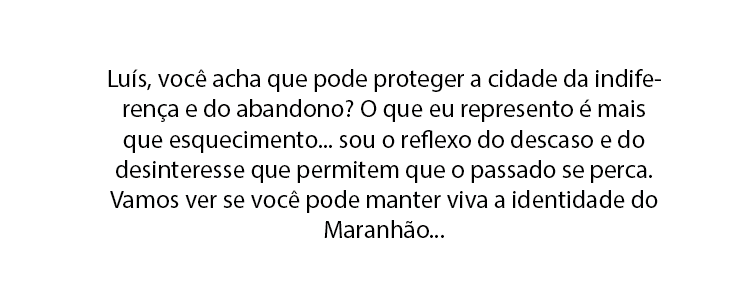 Luís, você acha que pode proteger a cidade da indife-
rença e do abandono? O que eu represento é mais
que esquecimento... sou o reflexo do descaso e do
desinteresse que permitem que o passado se perca.
Vamos ver se você pode manter viva a identidade do
Maranhão...